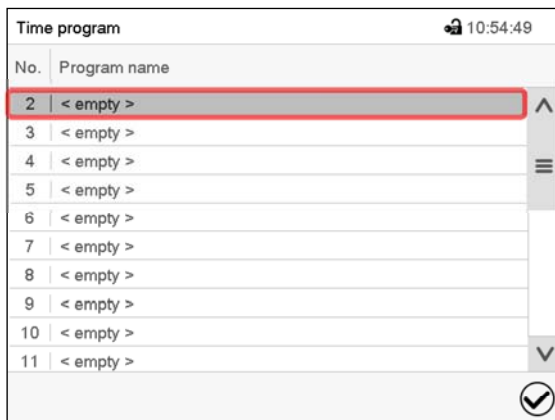 Time program 10:54:49
No. Program name
2 < empty >
3 < empty >
4 < empty >
5 < empty >
6 < empty >
7 < empty >
8 < empty >
9 < empty >
10 < empty >
11 < empty >